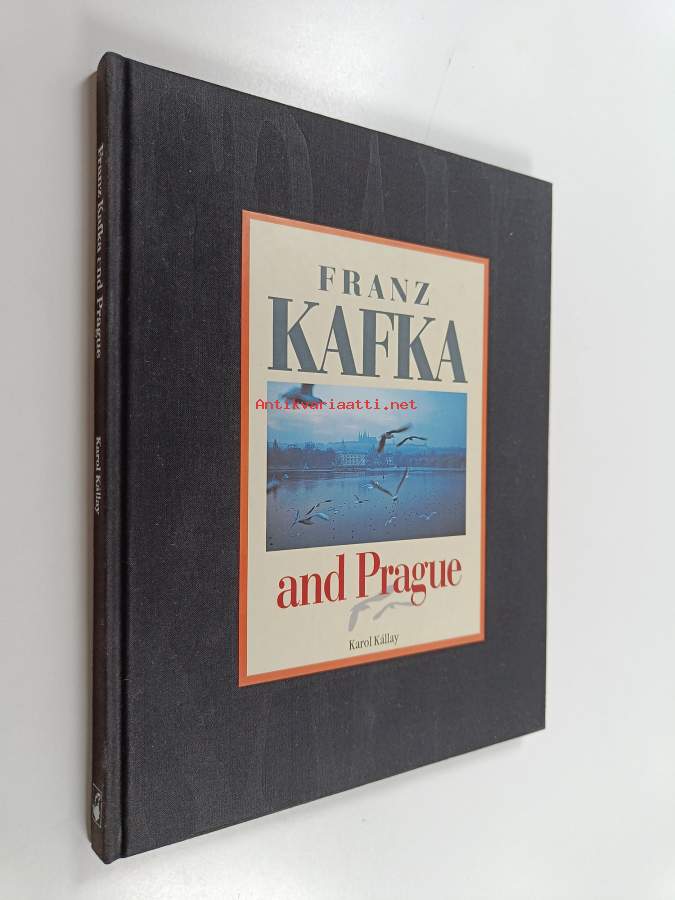 Franz Kafka and Prague
Karol Kállay
FRANZ
KAFKA
Antikvariaatti.net
and Prague
Karol Kállay